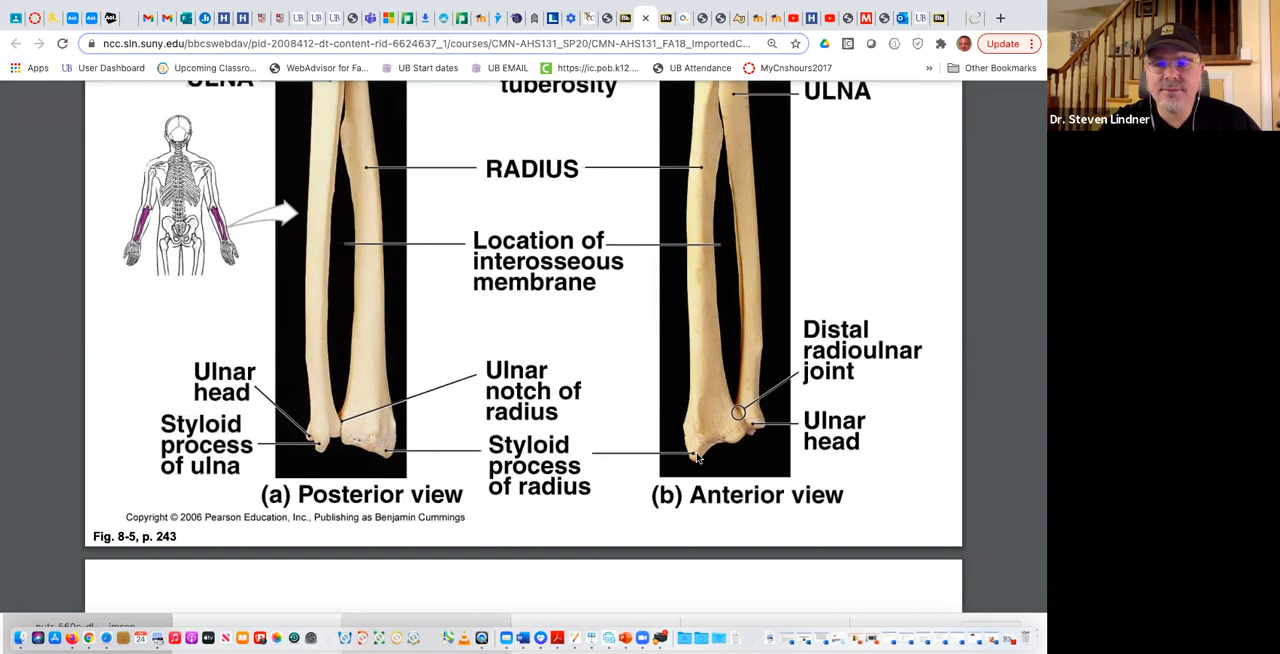 ncc.sln.suny.edu/bbcswebdav/pid-2008412-dt-content-rid-6624637_1/courses/CMN-AHS131_SP20/CMN-AHS131_FA18_ImportedC...
Update
Apps
User Dashboard
Upcoming Classro...
WebAdvisor for Fa...
UB Start dates
UB EMAIL
https://ic.pob.k12....
UB Attendance
MyCnshours2017
»
Other Bookmarks
Dr. Steven Lindner
ULNA
tuberosity
ULNA
RADIUS
Location of
interosseous
membrane
Distal
radioulnar
joint
Ulnar
head
Ulnar
notch of
radius
Styloid
process
of ulna
Ulnar
head
Styloid
process
of radius
(a) Posterior view
(b) Anterior view
Copyright © 2006 Pearson Education, Inc., Publishing as Benjamin Cummings
Fig. 8-5, p. 243